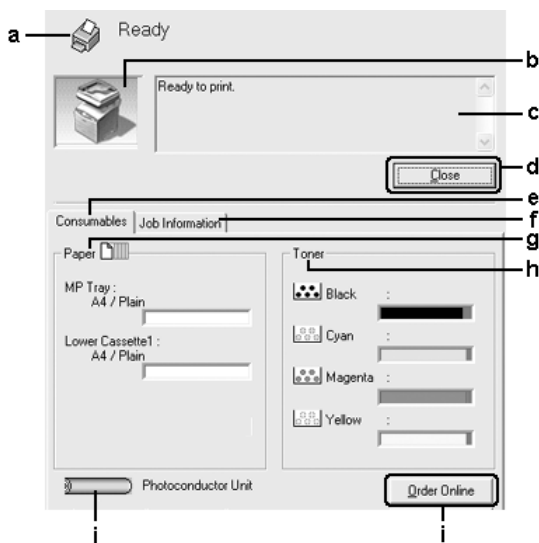 a
Ready
b
Ready to print.
c
d
Close
e
Consumables
Job Information
f
Paper
g
Toner
h
MP Tray :
A4 / Plain
Black :
Lower Cassette1 :
A4 / Plain
Cyan :
Magenta :
Yellow :
Photoconductor Unit
Order Online
i
j